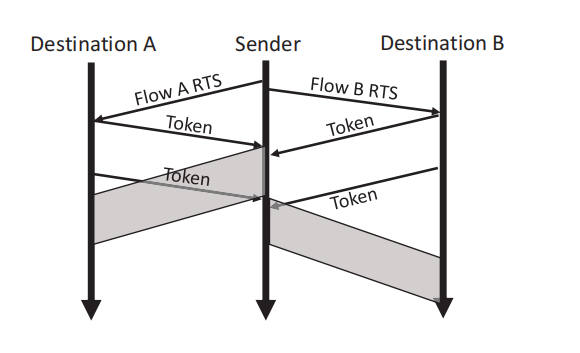 Destination A
Sender
Destination B
Flow A RTS
Flow B RTS
Token
Token
Token
Token